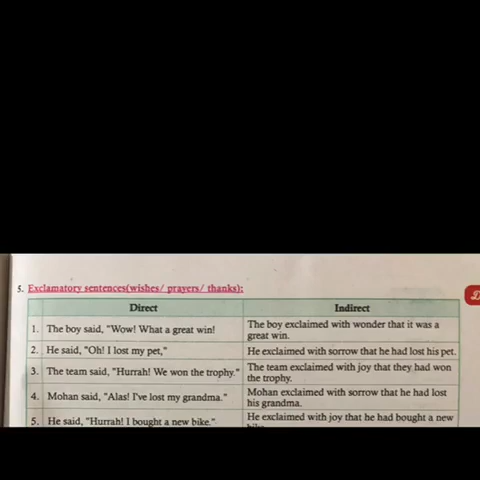 5. Exclamatory sentences(wishes/ prayers/ thanks):
Direct Indirect
1. The boy said, "Wow! What a great win! The boy exclaimed with wonder that it was a
great win.
2. He said, "Oh! I lost my pet," He exclaimed with sorrow that he had lost his pet.
3. The team said, "Hurrah! We won the trophy." The team exclaimed with joy that they had won
the trophy.
4. Mohan said, "Alas! I've lost my grandma." Mohan exclaimed with sorrow that he had lost
his grandma.
5. He said, "Hurrah! I bought a new bike." He exclaimed with joy that he had bought a new